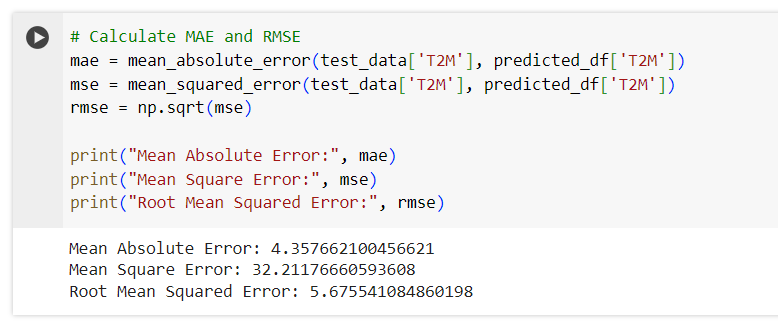 # Calculate MAE and RMSE
mae = mean_absolute_error(test_data['T2M'], predicted_df['T2M'])
mse = mean_squared_error(test_data['T2M'], predicted_df['T2M'])
rmse = np.sqrt(mse)
print("Mean Absolute Error:", mae)
print("Mean Square Error:", mse)
print("Root Mean Squared Error:", rmse)
Mean Absolute Error: 4.357662100456621
Mean Square Error: 32.21176660593608
Root Mean Squared Error: 5.675541084860198